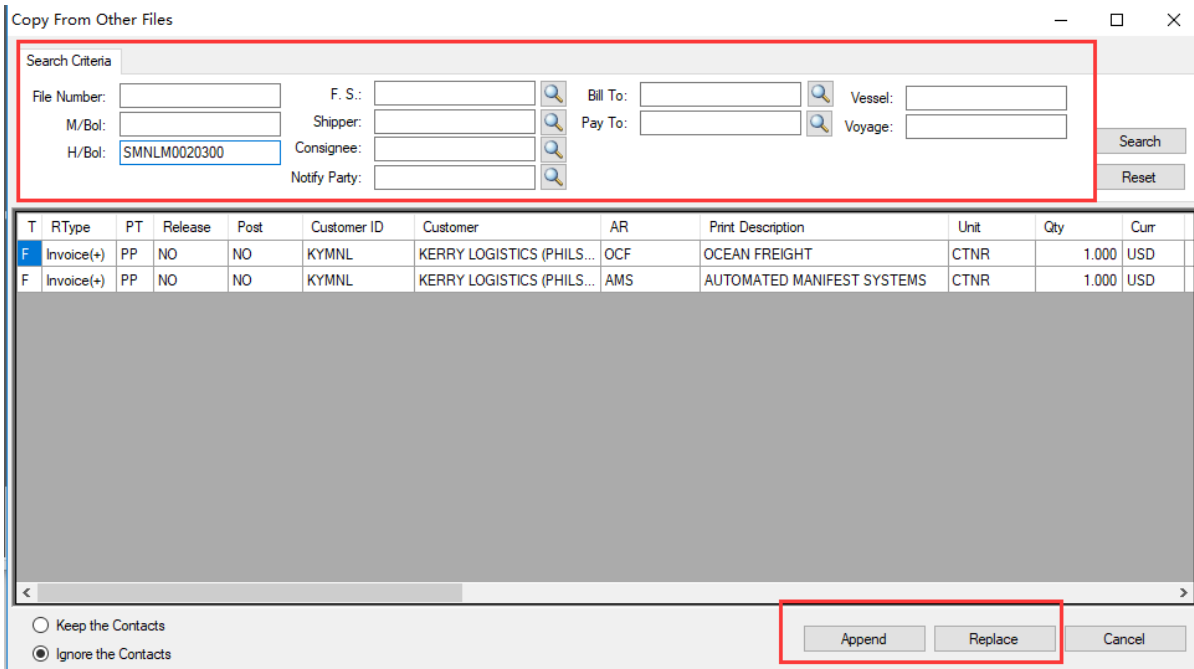 Copy From Other Files
Search Criteria
File Number: F. S.: Bill To: Vessel:
M/Bol: Shipper: Pay To: Voyage:
H/Bol: SMNLM0020300 Consignee: Search
Notify Party: Reset
T RType PT Release Post Customer ID Customer AR Print Description Unit Qty Curr
F Invoice(+) PP NO NO KYMNL KERRY LOGISTICS (PHILS... OCF OCEAN FREIGHT CTNR 1.000 USD
F Invoice(+) PP NO NO KYMNL KERRY LOGISTICS (PHILS... AMS AUTOMATED MANIFEST SYSTEMS CTNR 1.000 USD
Keep the Contacts
Ignore the Contacts
Append Replace Cancel